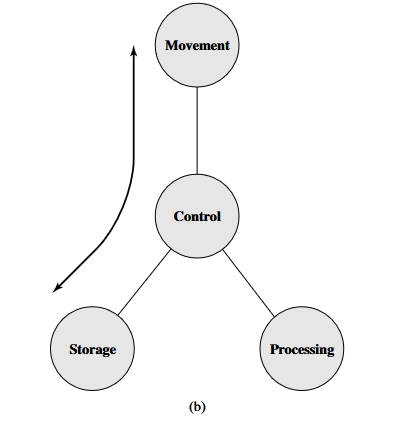 Movement
Control
Storage
Processing
(b)